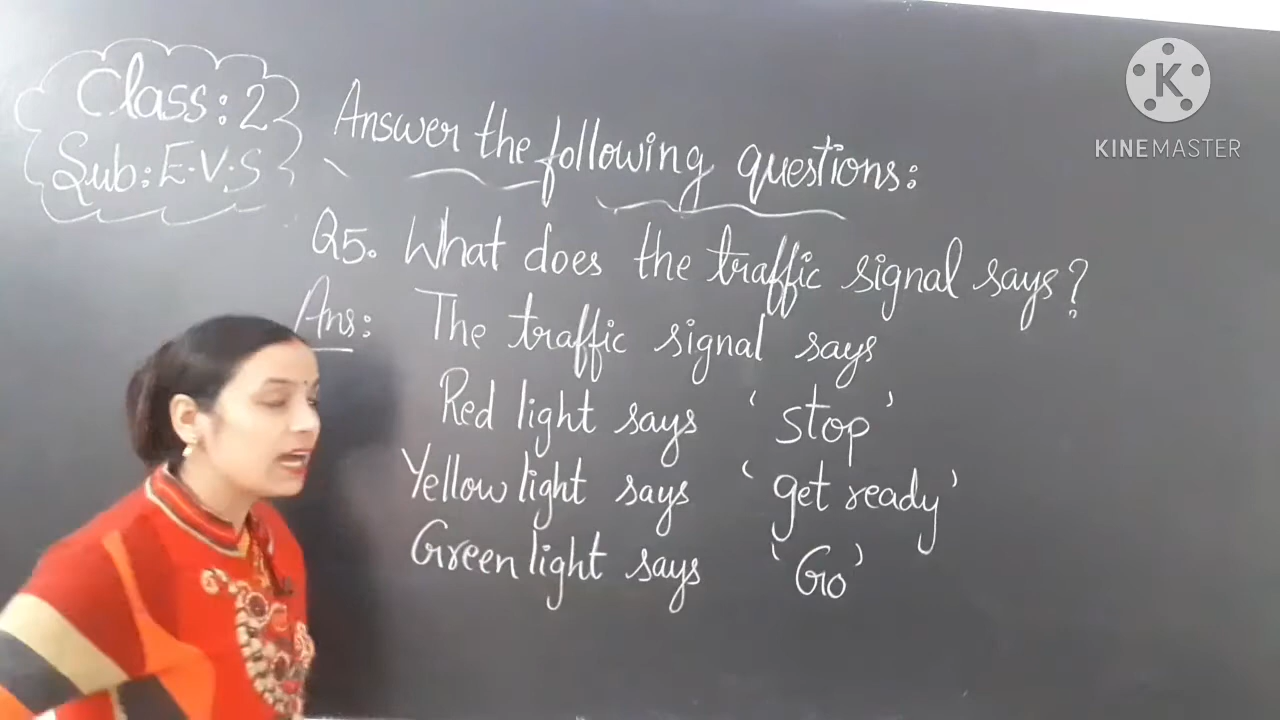 Class: 2
Sub: E.V.S
Answer the following questions:
Q5. What does the traffic signal says?
Ans: The traffic signal says
Red light says 'stop'
Yellow light says 'get ready'
Green light says 'Go'
K
KINEMASTER